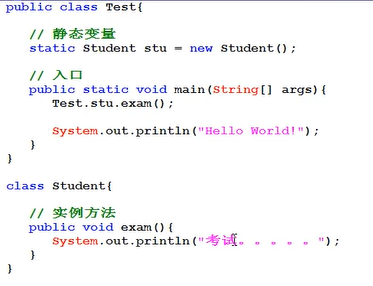 public class Test{
// 静态变量
static Student stu = new Student();
// 入口
public static void main(String[] args){
Test.stu.exam();
System.out.println("Hello World!");
}
}
class Student{
// 实例方法
public void exam(){
System.out.println("考试。。。。。");
}
}